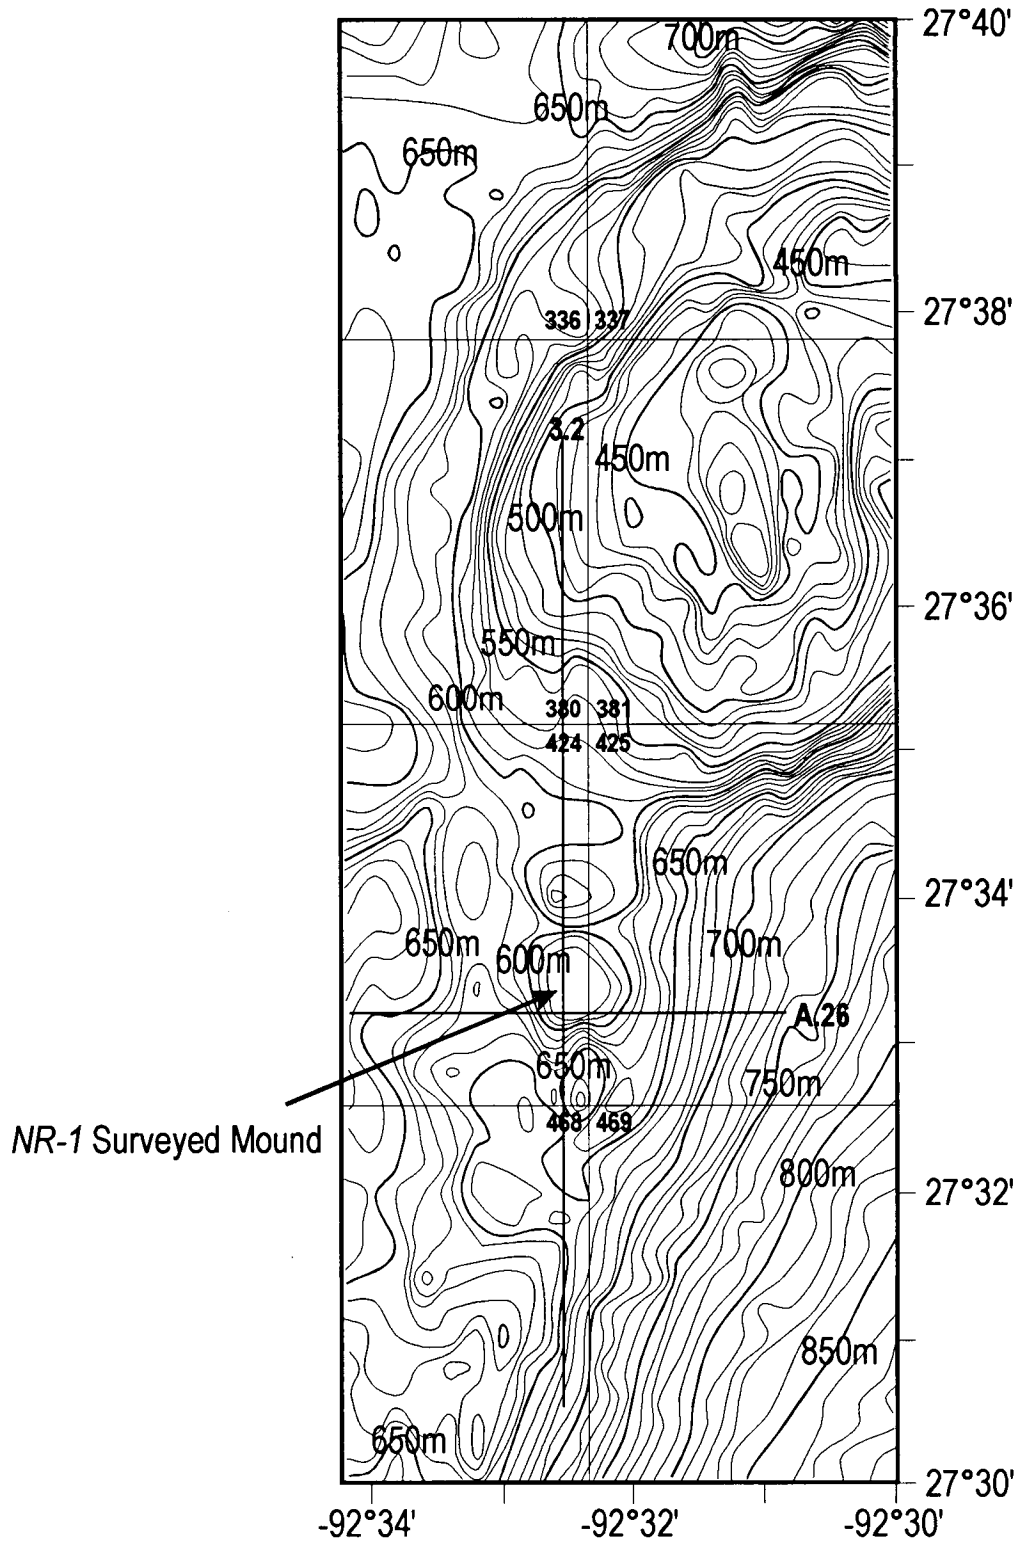 27°40'
700m
650m
650m
450m
27°38'
336 337
3.2
450m
500m
27°36'
550m
600m
380 381
424 425
650m
27°34'
650m
700m
600m
A.26
650m
750m
468 469
NR-1 Surveyed Mound
800m
27°32'
850m
650m
27°30'
-92°34' -92°32' -92°30'